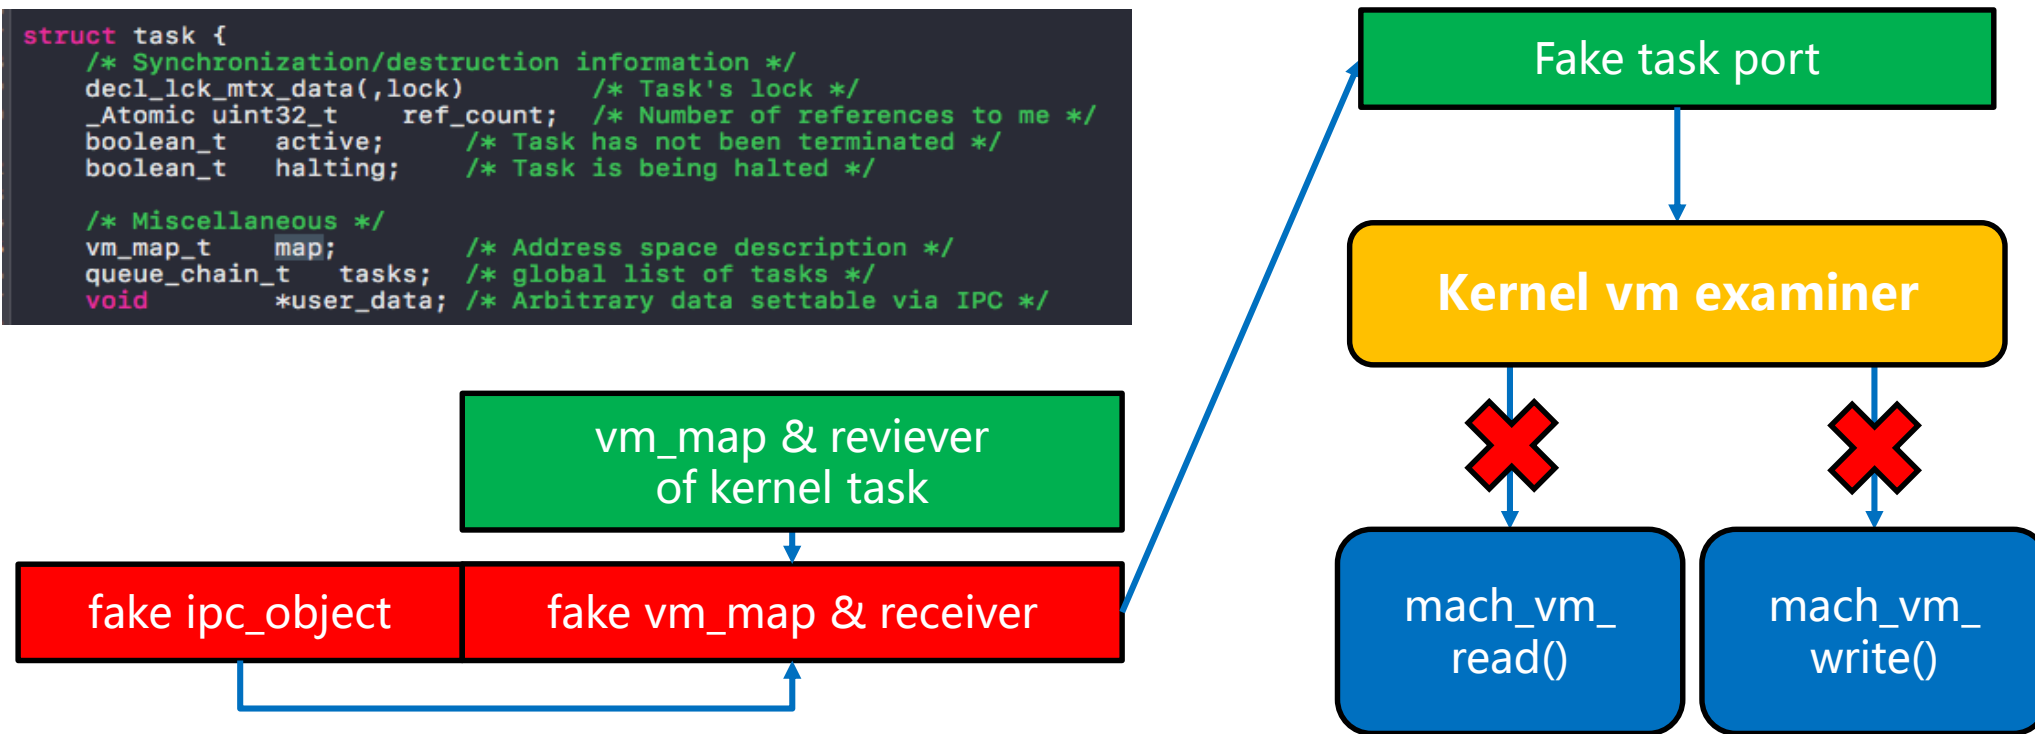 struct task {
/* Synchronization/destruction information */
decl_lck_mtx_data(,lock) /* Task's lock */
_Atomic uint32_t ref_count; /* Number of references to me */
boolean_t active; /* Task has not been terminated */
boolean_t halting; /* Task is being halted */
/* Miscellaneous */
vm_map_t map; /* Address space description */
queue_chain_t tasks; /* global list of tasks */
void *user_data; /* Arbitrary data settable via IPC */
vm_map & reviever
of kernel task
fake ipc_object
fake vm_map & receiver
Fake task port
Kernel vm examiner
mach_vm_
read()
mach_vm_
write()